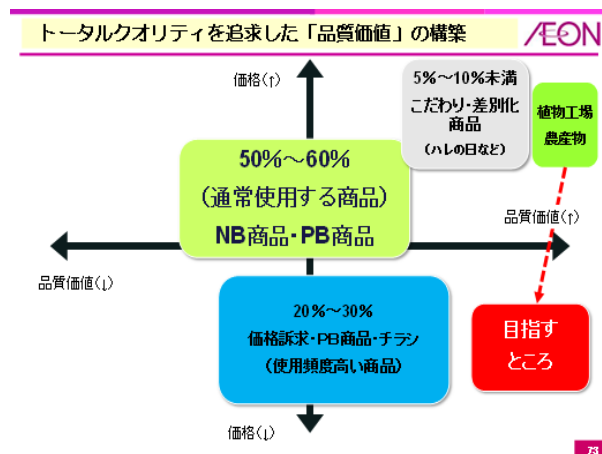 トータルクオリティを追求した「品質価値」の構築
ÆON
価格(↑)
5%~10%未満
こだわり・差別化
商品
(ハレの日など)
植物工場
農産物
50%~60%
(通常使用する商品)
NB商品・PB商品
品質価値(↑)
品質価値(↓)
20%~30%
価格訴求・PB商品・チラシ
(使用頻度高い商品)
目指す
ところ
価格(↓)
73